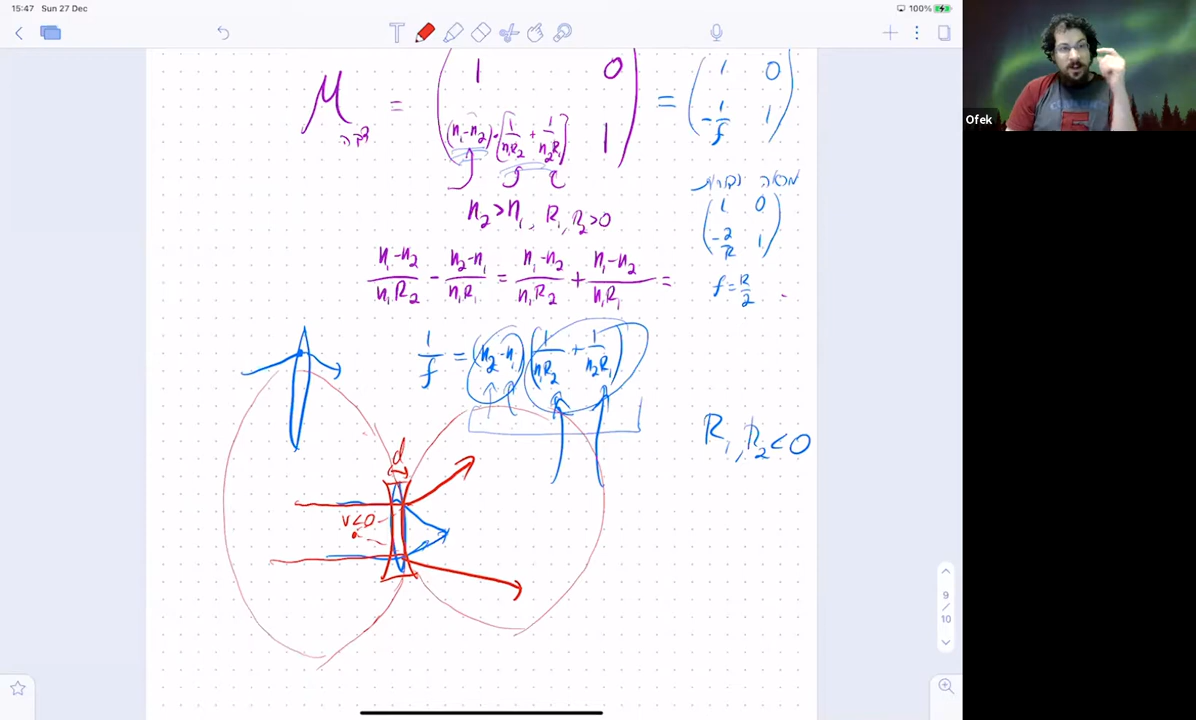 15:47 Sun 27 Dec
100%
Ofek
M = ( 1 0
(n₁-n₂)·[1/n₁R₂ + 1/n₂R₁] 1 ) = ( 1 0
-1/f 1 )
n₂ > n₁, R₁, R₂ > 0
( 1 0
-2/R 1 )
f = R/2
n₁-n₂/n₁R₂ - n₂-n₁/n₁R₁ = n₁-n₂/n₁R₂ + n₁-n₂/n₁R₁ =
1/f = (n₂-n₁) (1/n₁R₂ + 1/n₂R₁)
R₁, R₂ < 0
d
v<0
9
/
10